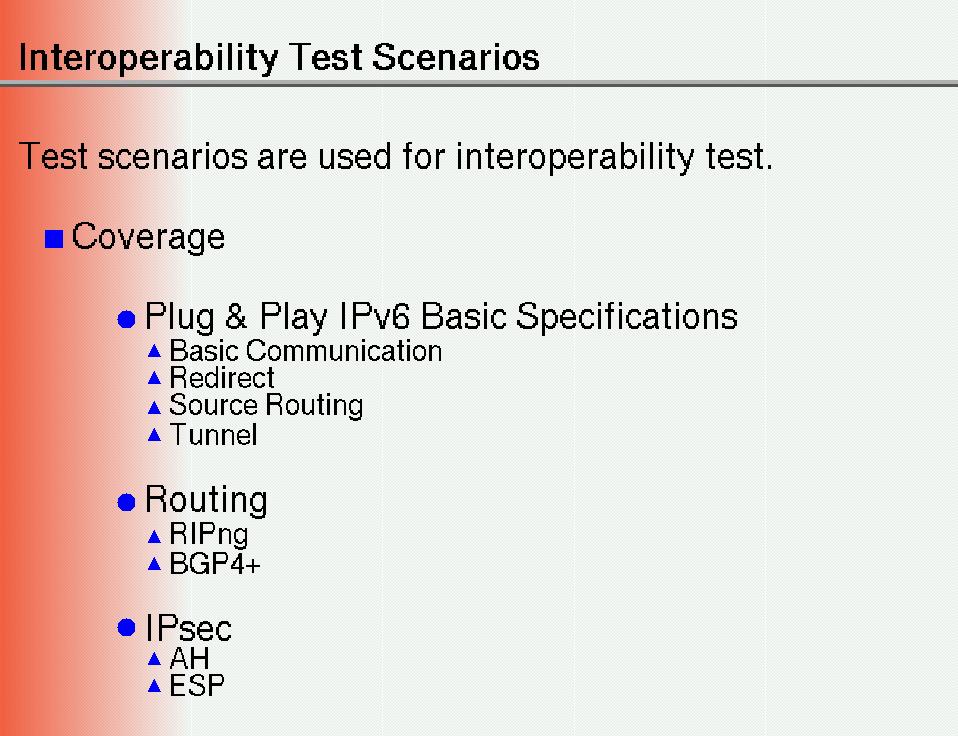 Interoperability Test Scenarios
Test scenarios are used for interoperability test.
Coverage
Plug & Play IPv6 Basic Specifications
Basic Communication
Redirect
Source Routing
Tunnel
Routing
RIPng
BGP4+
IPsec
AH
ESP